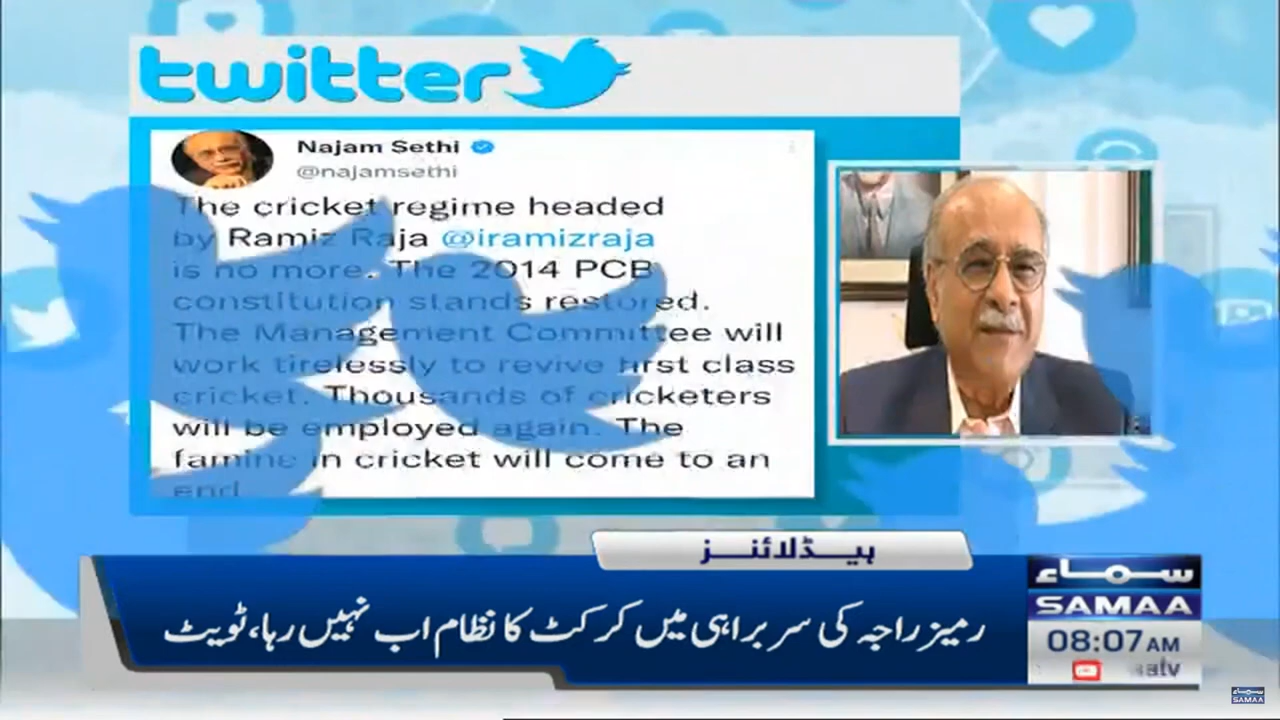 twitter
Najam Sethi
@najamsethi
The cricket regime headed
by Ramiz Raja @iramizraja
is no more. The 2014 PCB
constitution stands restored.
The Management Committee will
work tirelessly to revive first class
cricket. Thousands of cricketers
will be employed again. The
famine in cricket will come to an
end
ہیڈلائنز
رمیز راجہ کی سربراہی میں کرکٹ کا نظام اب نہیں رہا، ٹویٹ
سماء
SAMAA
08:07 AM
سماء
SAMAA